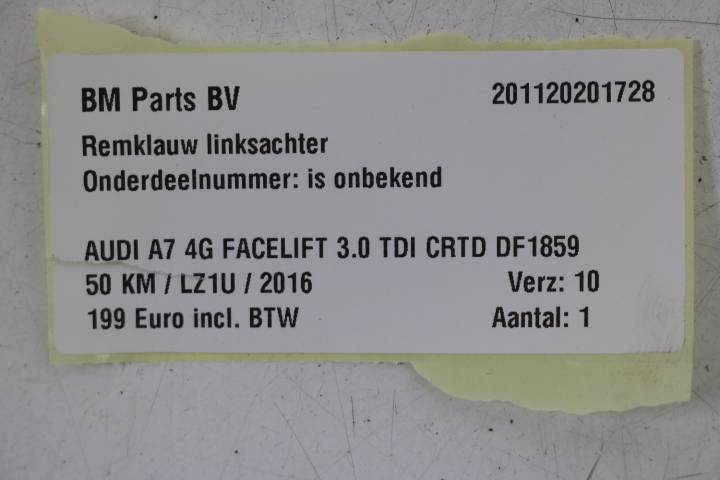 BM Parts BV 201120201728
Remklauw linksachter
Onderdeelnummer: is onbekend
AUDI A7 4G FACELIFT 3.0 TDI CRTD DF1859
50 KM / LZ1U / 2016 Verz: 10
199 Euro incl. BTW Aantal: 1